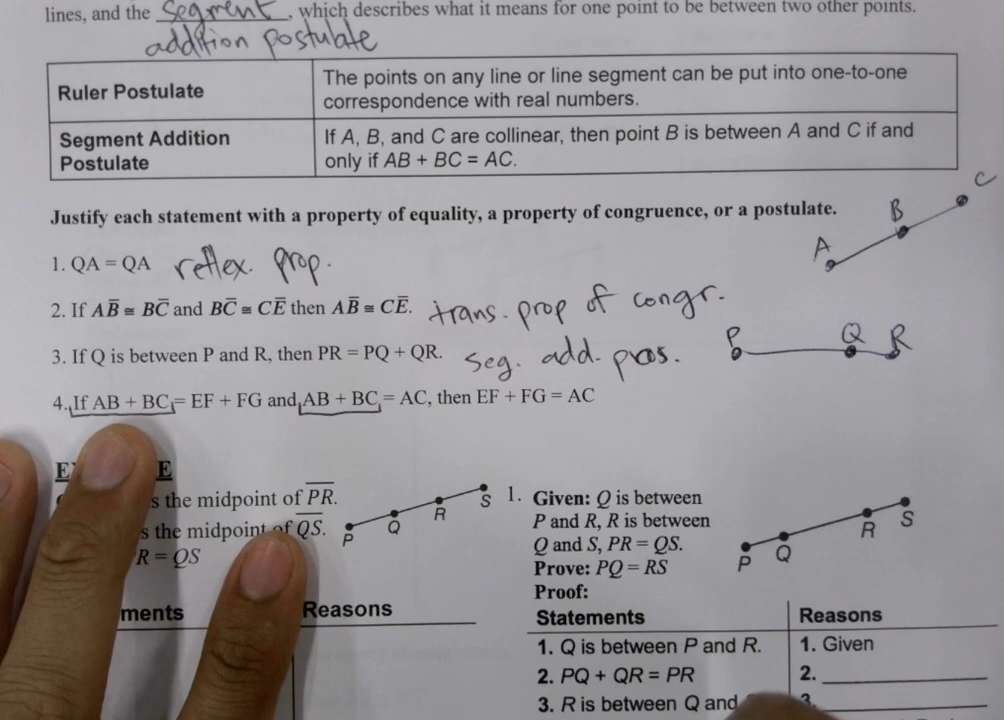 lines, and the Segment, which describes what it means for one point to be between two other points.
addition postulate
Ruler Postulate
The points on any line or line segment can be put into one-to-one
correspondence with real numbers.
Segment Addition
Postulate
If A, B, and C are collinear, then point B is between A and C if and
only if AB + BC = AC.
Justify each statement with a property of equality, a property of congruence, or a postulate.
A B C
1. QA = QA reflex. prop.
2. If AB̅ ≅ BC̅ and BC̅ ≅ CE̅ then AB̅ ≅ CE̅. trans. prop of congr.
3. If Q is between P and R, then PR = PQ + QR. seg. add. pos.
P Q R
4. If AB + BC = EF + FG and AB + BC = AC, then EF + FG = AC
s the midpoint of P̅R̅.
s the midpoint of Q̅S̅.
R = QS
P Q R S
ments
Reasons
1. Given: Q is between
P and R, R is between
Q and S, PR = QS.
Prove: PQ = RS
Proof:
P Q R S
Statements
Reasons
1. Q is between P and R.
1. Given
2. PQ + QR = PR
2.
3. R is between Q and
3.